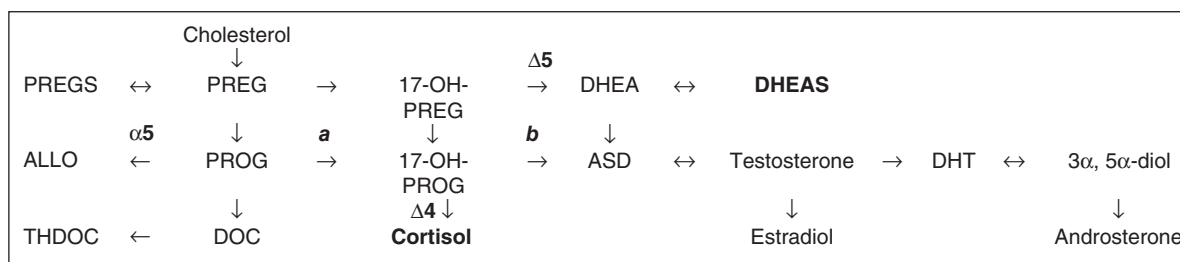 Cholesterol
↓ Δ5
PREGS ↔ PREG → 17-OH- → DHEA ↔ DHEAS
PREG
α5 ↓ a ↓ b ↓
ALLO ← PROG → 17-OH- → ASD ↔ Testosterone → DHT ↔ 3α, 5α-diol
PROG
↓ Δ4 ↓ ↓ ↓
THDOC ← DOC Cortisol Estradiol Androsterone